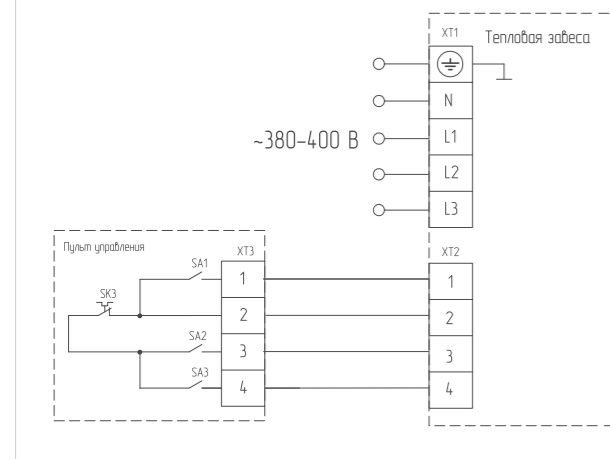 XT1
Тепловая завеса
N
~380-400 В
L1
L2
L3
Пульт управления
XT3
XT2
SA1
1
1
SK3
2
2
SA2
3
3
SA3
4
4